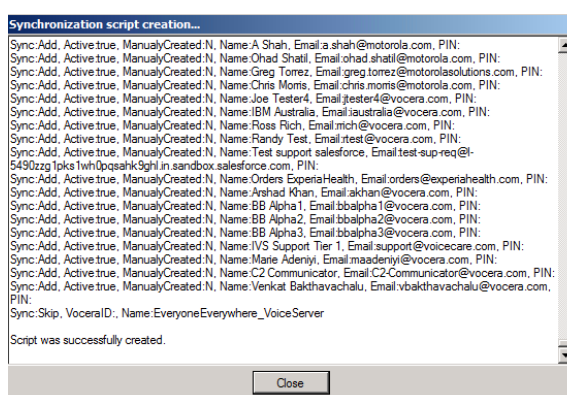 Synchronization script creation...
Sync:Add, Active:true, ManualyCreated:N, Name:A Shah, Email:a.shah@motorola.com, PIN:
Sync:Add, Active:true, ManualyCreated:N, Name:Ohad Shatil, Email:ohad.shatil@motorola.com, PIN:
Sync:Add, Active:true, ManualyCreated:N, Name:Greg Torrez, Email:greg.torrez@motorolasolutions.com, PIN:
Sync:Add, Active:true, ManualyCreated:N, Name:Chris Morris, Email:chris.morris@motorola.com, PIN:
Sync:Add, Active:true, ManualyCreated:N, Name:Joe Tester4, Email:jtester4@vocera.com, PIN:
Sync:Add, Active:true, ManualyCreated:N, Name:IBM Australia, Email:iaustralia@vocera.com, PIN:
Sync:Add, Active:true, ManualyCreated:N, Name:Ross Rich, Email:rrich@vocera.com, PIN:
Sync:Add, Active:true, ManualyCreated:N, Name:Randy Test, Email:rtest@vocera.com, PIN:
Sync:Add, Active:true, ManualyCreated:N, Name:Test support salesforce, Email:test-sup-req@l-
5490zzg1pks1wh0pqsahk9ghl.in.sandbox.salesforce.com, PIN:
Sync:Add, Active:true, ManualyCreated:N, Name:Orders ExperiaHealth, Email:orders@experiahealth.com, PIN:
Sync:Add, Active:true, ManualyCreated:N, Name:Arshad Khan, Email:akhan@vocera.com, PIN:
Sync:Add, Active:true, ManualyCreated:N, Name:BB Alpha1, Email:bbalpha1@vocera.com, PIN:
Sync:Add, Active:true, ManualyCreated:N, Name:BB Alpha2, Email:bbalpha2@vocera.com, PIN:
Sync:Add, Active:true, ManualyCreated:N, Name:BB Alpha3, Email:bbalpha3@vocera.com, PIN:
Sync:Add, Active:true, ManualyCreated:N, Name:IVS Support Tier 1, Email:support@voicecare.com, PIN:
Sync:Add, Active:true, ManualyCreated:N, Name:Marie Adeniyi, Email:maadeniyi@vocera.com, PIN:
Sync:Add, Active:true, ManualyCreated:N, Name:C2 Communicator, Email:C2-Communicator@vocera.com, PIN:
Sync:Add, Active:true, ManualyCreated:N, Name:Venkat Bakthavachalu, Email:vbakthavachalu@vocera.com,
PIN:
Sync:Skip, VoceraID:, Name:EveryoneEverywhere_VoiceServer
Script was successfully created.
Close